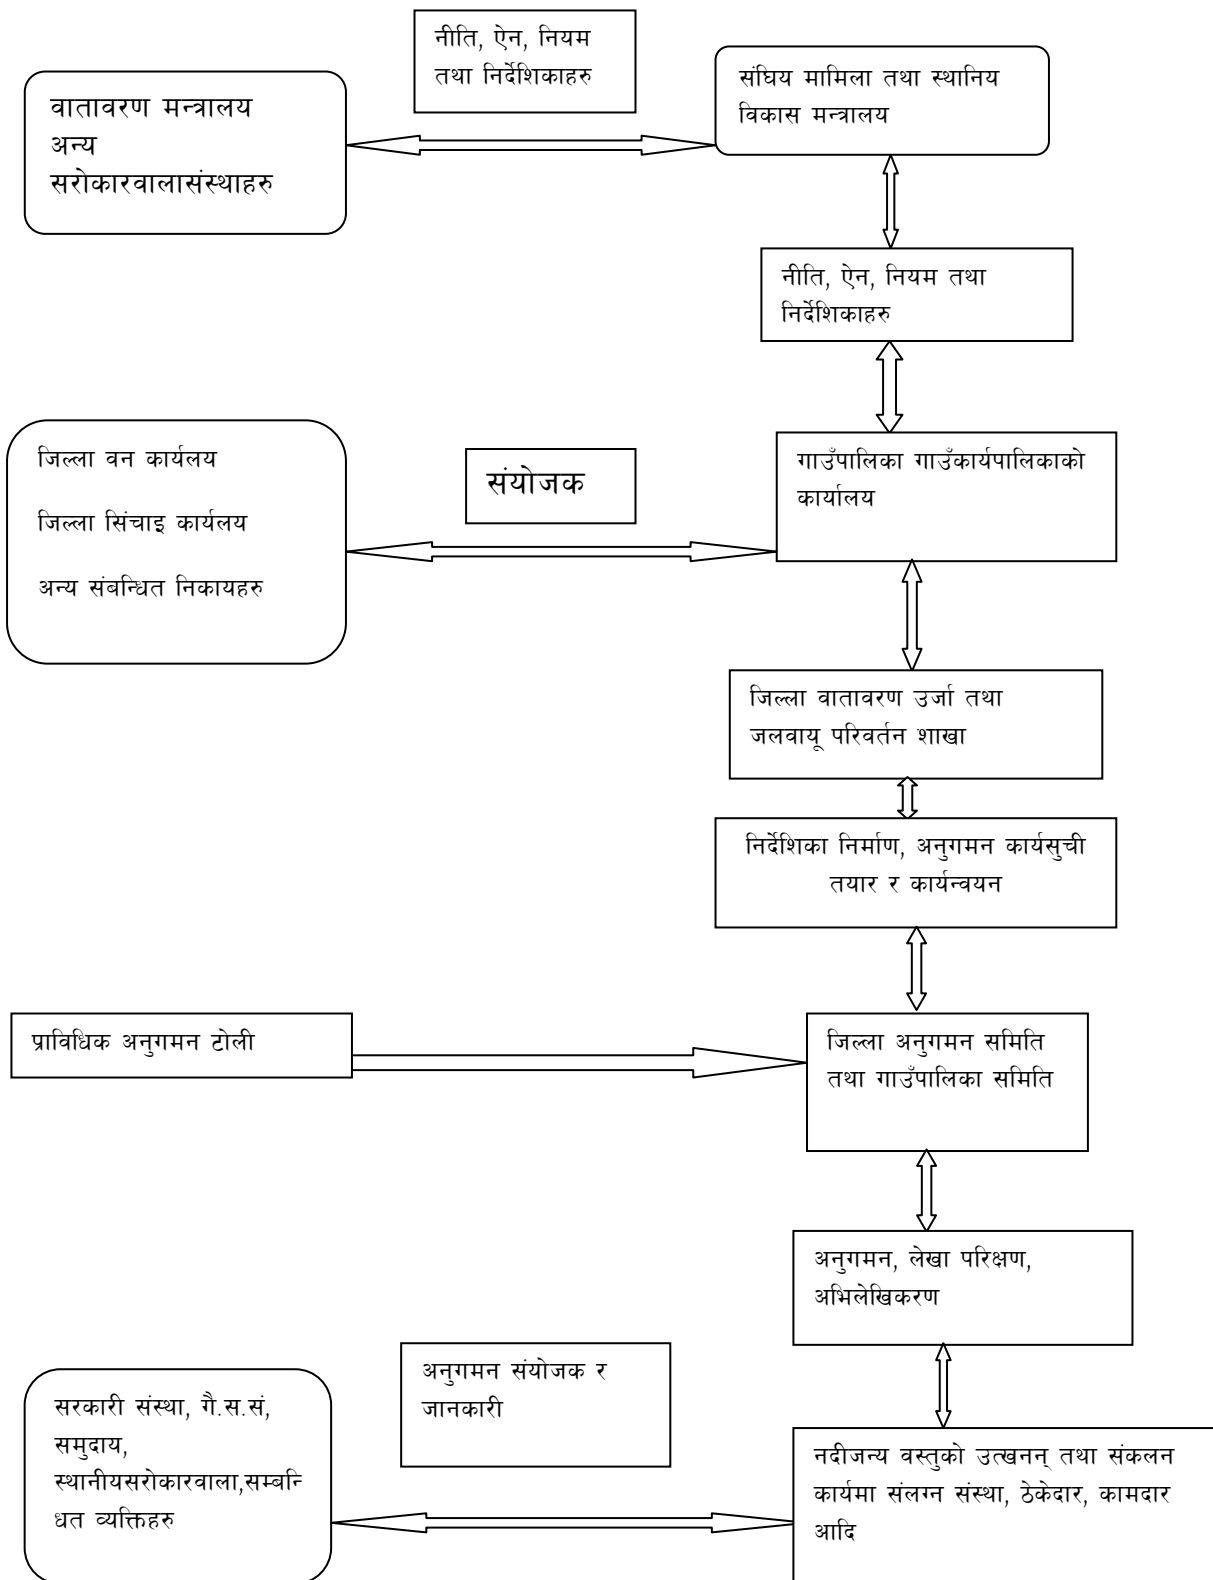 नीति, ऐन, नियम
तथा निर्देशिकाहरु
वातावरण मन्त्रालय
अन्य
सरोकारवालासंस्थाहरु
संघिय मामिला तथा स्थानिय
विकास मन्त्रालय
नीति, ऐन, नियम तथा
निर्देशिकाहरु
जिल्ला वन कार्यलय
जिल्ला सिंचाइ कार्यलय
अन्य संबन्धित निकायहरु
संयोजक
गाउँपालिका गाउँकार्यपालिकाको
कार्यालय
जिल्ला वातावरण उर्जा तथा
जलवायू परिवर्तन शाखा
निर्देशिका निर्माण, अनुगमन कार्यसुची
तयार र कार्यन्वयन
प्राविधिक अनुगमन टोली
जिल्ला अनुगमन समिति
तथा गाउँपालिका समिति
अनुगमन, लेखा परिक्षण,
अभिलेखिकरण
अनुगमन संयोजक र
जानकारी
सरकारी संस्था, गै.स.सं,
समुदाय,
स्थानीयसरोकारवाला,सम्बन्धि
धत व्यक्तिहरु
नदीजन्य वस्तुको उत्खनन् तथा संकलन
कार्यमा संलग्न संस्था, ठेकेदार, कामदार
आदि